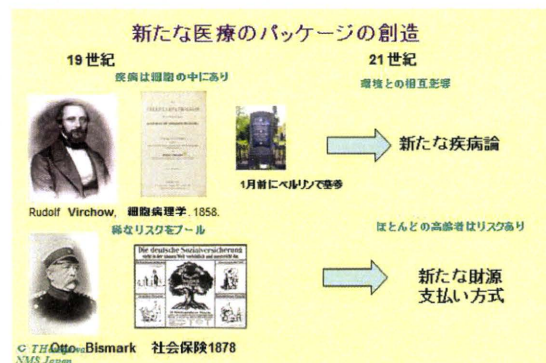 新たな医療のパッケージの創造
19世紀
21世紀
疾病は細胞の中にあり
環境との相互影響
新たな疾病論
1月前にベルリンで墓参
Rudolf Virchow, 細胞病理学. 1858.
稀なリスクをプール
ほとんどの高齢者はリスクあり
Die deutsche Sozialversicherung
新たな財源
支払い方式
Otto Bismark 社会保険1878
NMS Japan